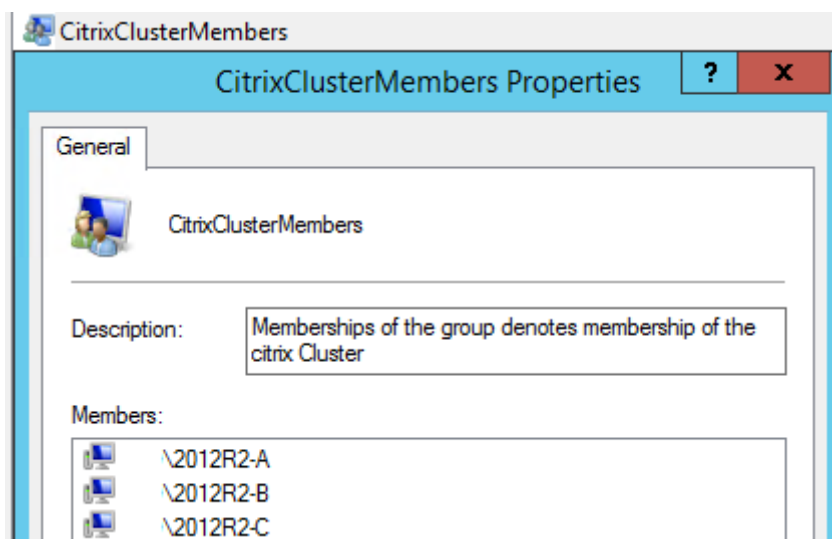 CitrixClusterMembers
CitrixClusterMembers Properties
?
x
General
CitrixClusterMembers
Description:
Memberships of the group denotes membership of the
citrix Cluster
Members:
\2012R2-A
\2012R2-B
\2012R2-C